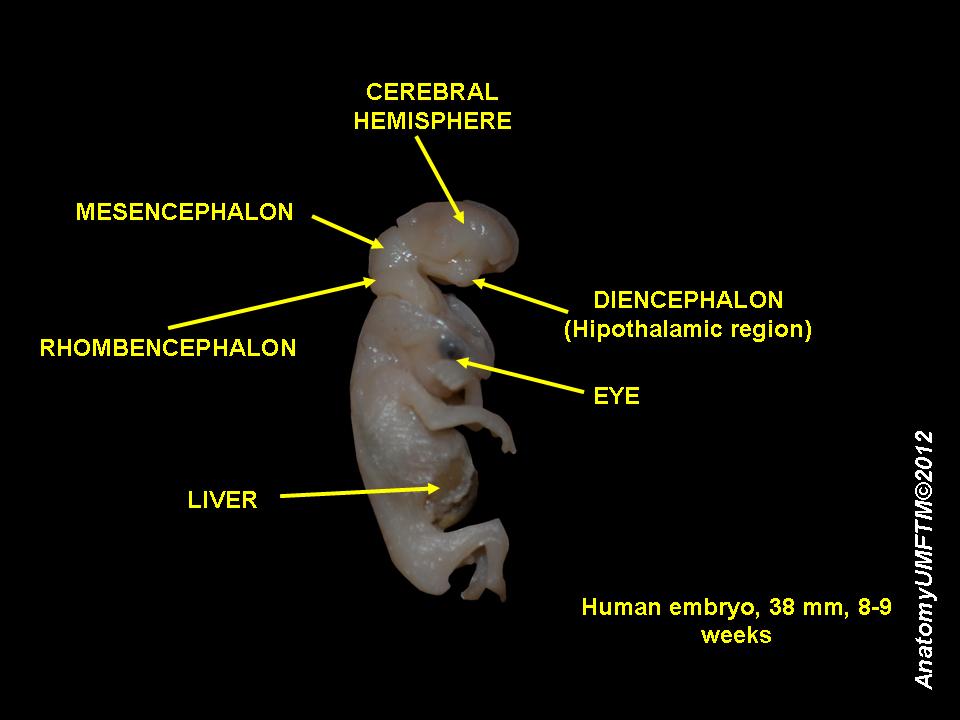 CEREBRAL
HEMISPHERE
MESENCEPHALON
DIENCEPHALON
(Hipothalamic region)
RHOMBENCEPHALON
EYE
LIVER
Human embryo, 38 mm, 8-9
weeks
AnatomyUMFTM©2012